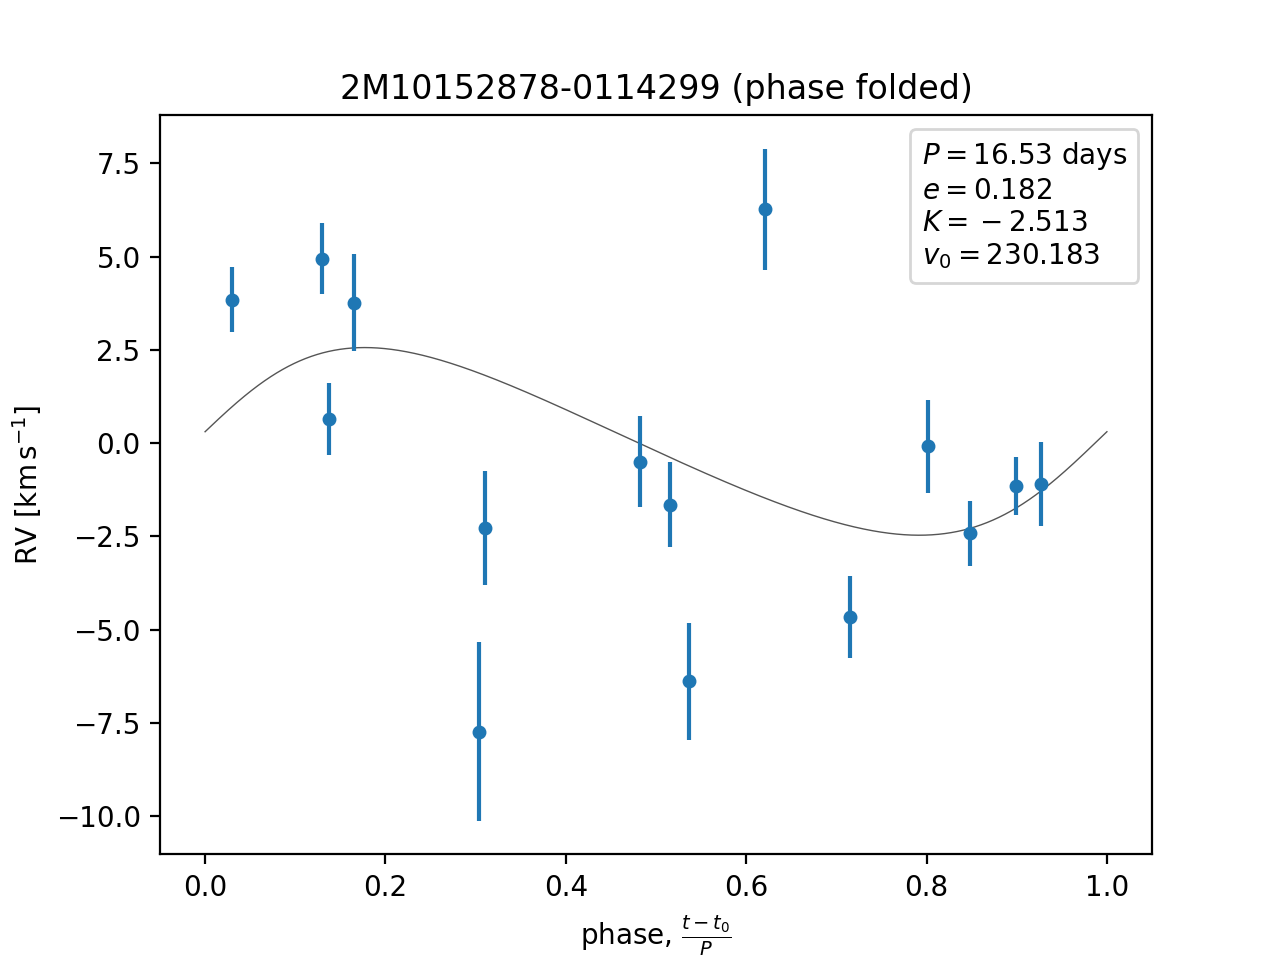 2M10152878-0114299 (phase folded)
P = 16.53 days
e = 0.182
K = −2.513
v₀ = 230.183
7.5
5.0
2.5
0.0
−2.5
−5.0
−7.5
−10.0
RV [km s⁻¹]
0.0 0.2 0.4 0.6 0.8 1.0
phase, (t − t₀)/P